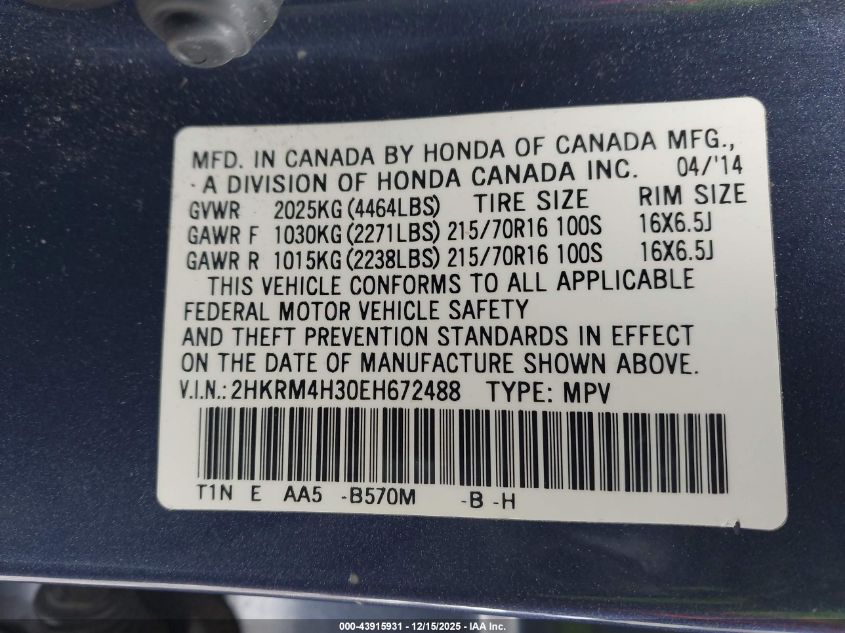 MFD. IN CANADA BY HONDA OF CANADA MFG.,
A DIVISION OF HONDA CANADA INC. 04/'14
GVWR 2025KG (4464LBS) TIRE SIZE RIM SIZE
GAWR F 1030KG (2271LBS) 215/70R16 100S 16X6.5J
GAWR R 1015KG (2238LBS) 215/70R16 100S 16X6.5J
THIS VEHICLE CONFORMS TO ALL APPLICABLE
FEDERAL MOTOR VEHICLE SAFETY
AND THEFT PREVENTION STANDARDS IN EFFECT
ON THE DATE OF MANUFACTURE SHOWN ABOVE.
V.I.N.: 2HKRM4H30EH672488 TYPE: MPV
T1N E AA5 -B570M -B -H
000-43915931 - 12/15/2025 - IAA Inc.